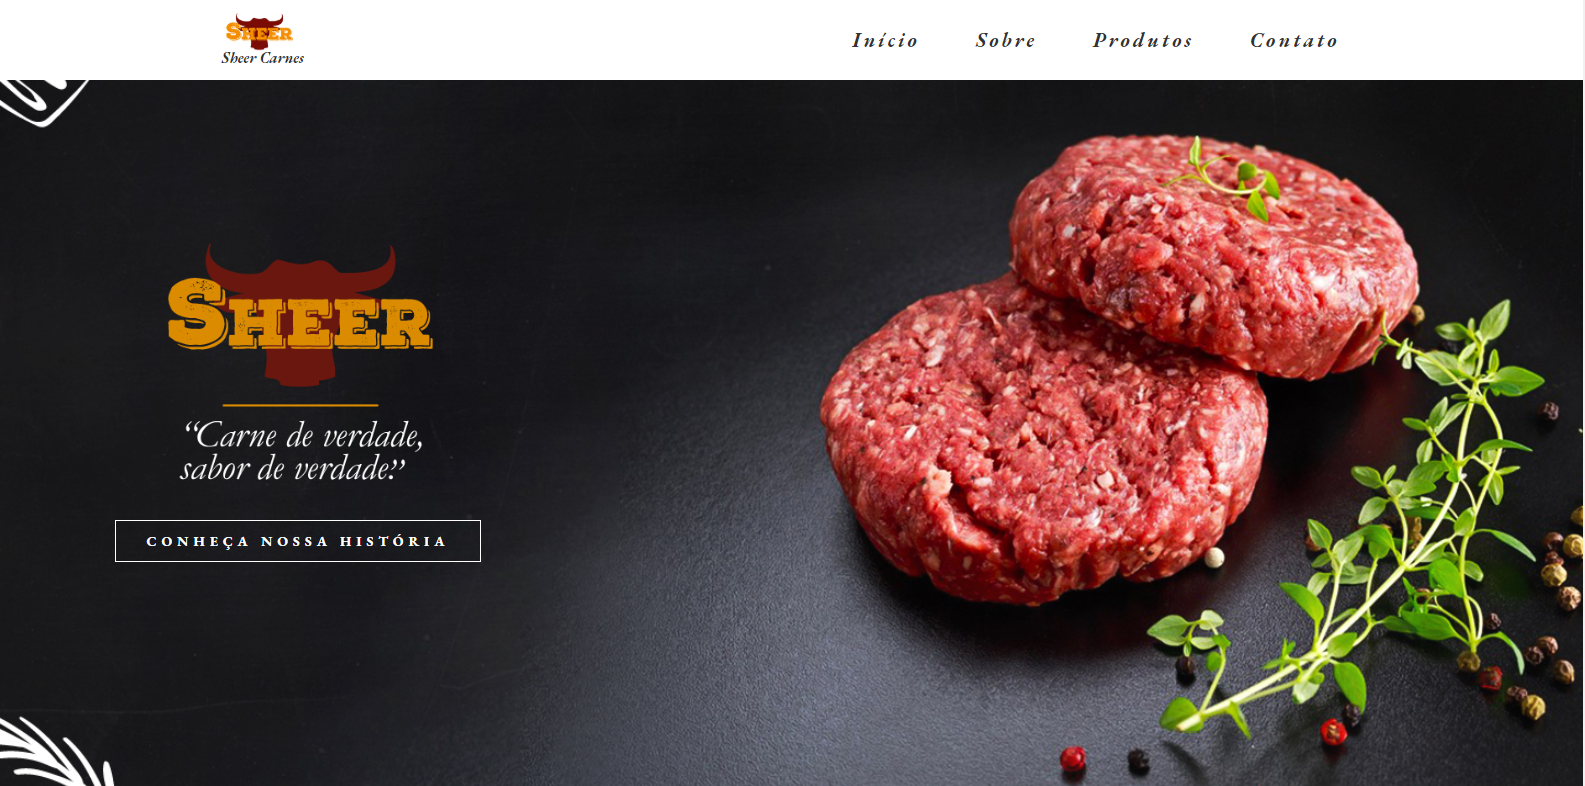 SHEER
Sheer Carnes
Início Sobre Produtos Contato
SHEER
“Carne de verdade,
sabor de verdade”
CONHEÇA NOSSA HISTÓRIA